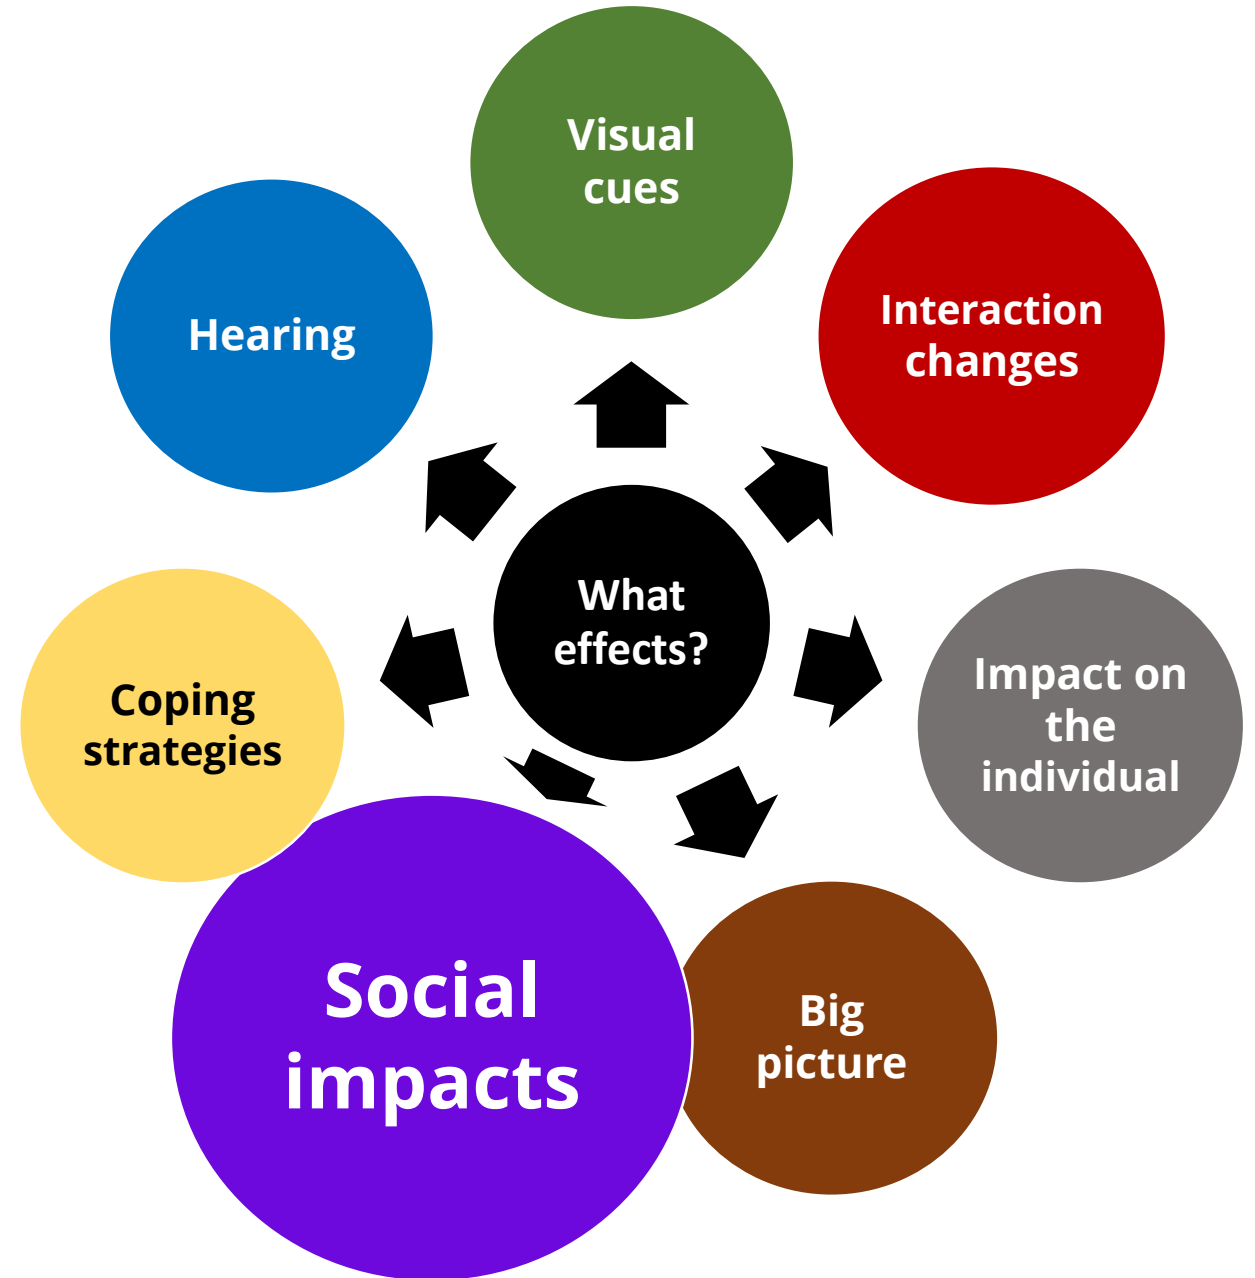 Visual
cues
Interaction
changes
Hearing
What
effects?
Impact on
the
individual
Coping
strategies
Social
impacts
Big
picture